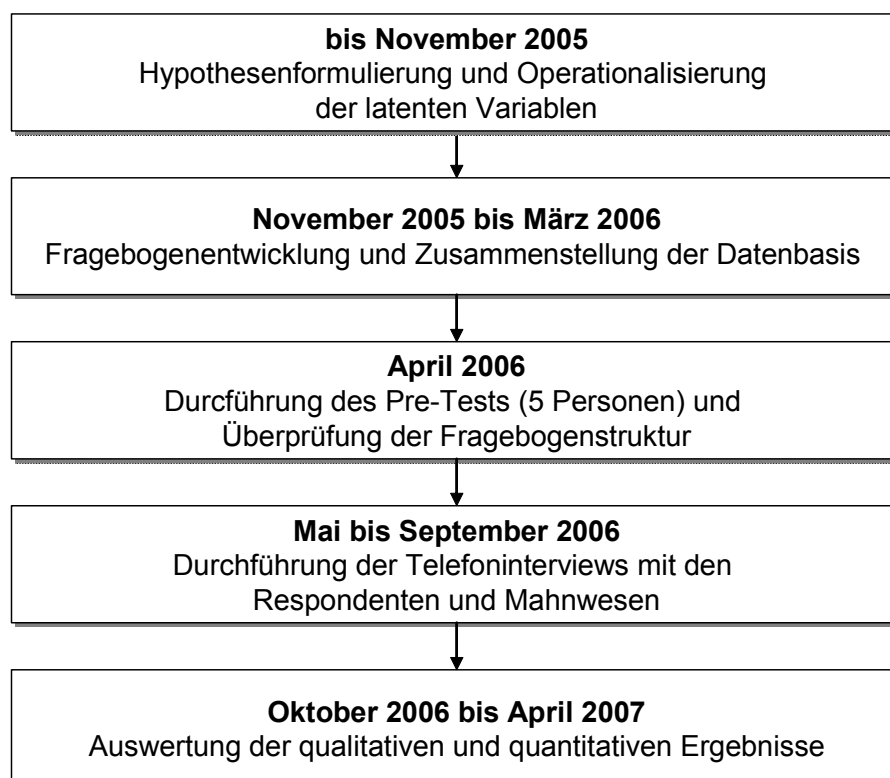 bis November 2005
Hypothesenformulierung und Operationalisierung
der latenten Variablen
November 2005 bis März 2006
Fragebogenentwicklung und Zusammenstellung der Datenbasis
April 2006
Durcführung des Pre-Tests (5 Personen) und
Überprüfung der Fragebogenstruktur
Mai bis September 2006
Durchführung der Telefoninterviews mit den
Respondenten und Mahnwesen
Oktober 2006 bis April 2007
Auswertung der qualitativen und quantitativen Ergebnisse